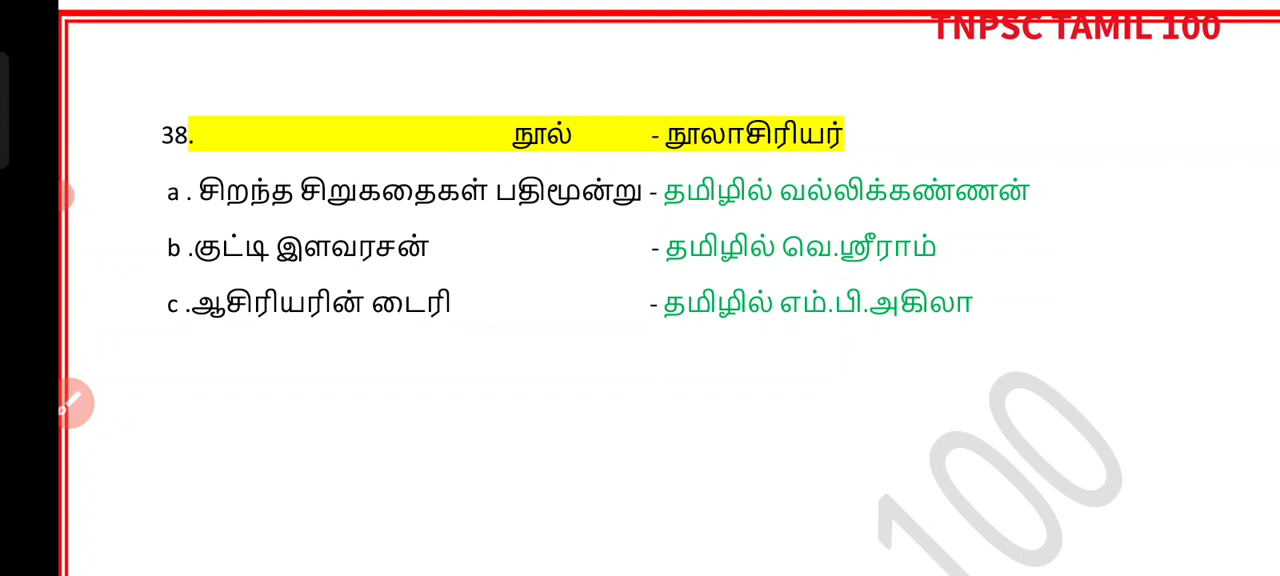 TNPSC TAMIL 100
38. நூல் - நூலாசிரியர்
a . சிறந்த சிறுகதைகள் பதிமூன்று - தமிழில் வல்லிக்கண்ணன்
b .குட்டி இளவரசன் - தமிழில் வெ.ஸ்ரீராம்
c .ஆசிரியரின் டைரி - தமிழில் எம்.பி.அகிலா
100